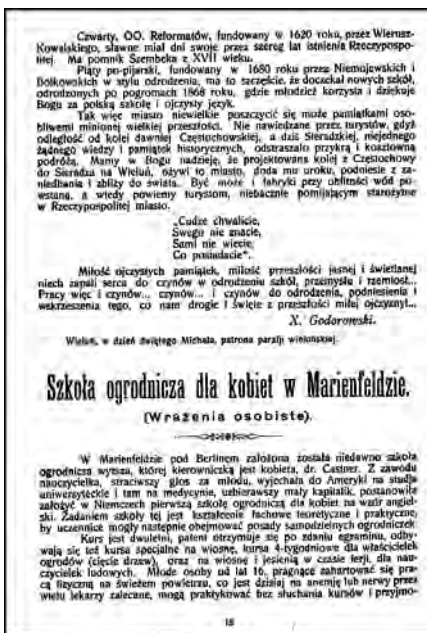 Czwarty, OO. Reformatów, fundowany w 1620 roku, przez Wierusz-
Kowalskiego, sławne miał dni swoje przez szereg lat istnienia Rzeczypospo-
litej. Ma pomnik Szembeka z XVII wieku.
Piąty po-pijarski, fundowany w 1680 roku przez Niemojewskich i
w stylu odrodzenia, ma to szczęście, że doczekał nowych szkół,
odrodzonych po pogromach 1868 roku, gdzie młodzież korzysta i dziękuje
Bogu za polską szkołę i ojczysty język.
Tak więc miasto niewielkie poszczycić się może pamiątkami oso-
bliwemi minionej wielkiej przeszłości. Nie nawiedzane przez turystów, gdyż
odległość od kolei dawniej Częstochowskiej, a dziś Sieradzkiej, niejednego
żądnego wiedzy i pamiątek historycznych, odstraszało przykrą i kosztowną
podróżą. Mamy w Bogu nadzieję, że projektowana kolej z Częstochowy
do Sieradza na Wieluń, ożywi to miasto, doda mu uroku, podniesie z za-
niedbania i zbliży do świata. Być może i fabryki przy obfitości wód po-
wstaną, a wtedy powiemy turystom, niebacznie pomijającym starożytne
w Rzeczypospolitej miasto.
„Cudze chwalicie,
Swego nie znacie,
Sami nie wiecie,
Co posiadacie".
Miłość ojczystych pamiątek, miłość przeszłości jasnej i świetlanej
niech zapali serca do czynów w odrodzeniu szkół, przemysłu i rzemiosł...
Pracy więc i czynów... czynów... i czynów do odrodzenia, podniesienia i
wskrzeszenia tego, co nam drogie i święte z przeszłości miłej ojczyzny!...
X. Godorowski.
Wieluń, w dzień świętego Michała, patrona parafji wieluńskiej.
Szkoła ogrodnicza dla kobiet w Marienfeldzie.
(Wrażenia osobiste).
W Marienfeldzie pod Berlinem założona została niedawno szkoła
ogrodnicza wyższa, której kierowniczką jest kobieta, dr. Castner. Z zawodu
nauczycielka, straciwszy głos za młodu, wyjechała do Ameryki na studja
uniwersyteckie i tam na medycynie, uzbierawszy mały kapitalik, postanowiła
założyć w Niemczech pierwszą szkołę ogrodniczą dla kobiet na wzór angiel-
ski. Zadaniem szkoły tej jest kształcenie fachowe teoretyczne i praktyczne,
by uczennice mogły następnie obejmować posady samodzielnych ogrodniczek.
Kurs jest dwuletni, patent otrzymuje się po zdaniu egzaminu, odby-
wają się też kursa specjalne na wiosnę, kursa 4-tygodniowe dla właścicielek
ogrodów (cięcie drzew), oraz na wiosnę i jesienią w czasie ferji, dla nau-
czycielek ludowych. Młode osoby od lat 16, pragnące zahartować się pra-
cą fizyczną na świeżem powietrzu, co jest dzisiaj na anemję lub nerwy przez
wielu lekarzy zalecane, mogą praktykować bez słuchania kursów i przyjmo-